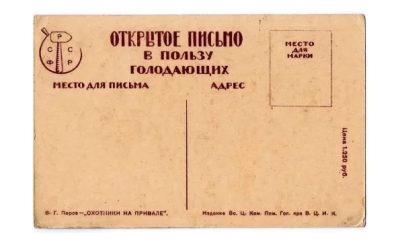 Р
С С
Ф Р
ОТКРЫТОЕ ПИСЬМО
В ПОЛЬЗУ
ГОЛОДАЮЩИХ
МЕСТО ДЛЯ МАРКИ
МЕСТО ДЛЯ ПИСЬМА
АДРЕС
Цена 1.250 руб.
В. Г. Перов—„ОХОТНИКИ НА ПРИВАЛЕ".
Издание Вс. Ц. Ком. Пом. Гол. при В. Ц. И. К.